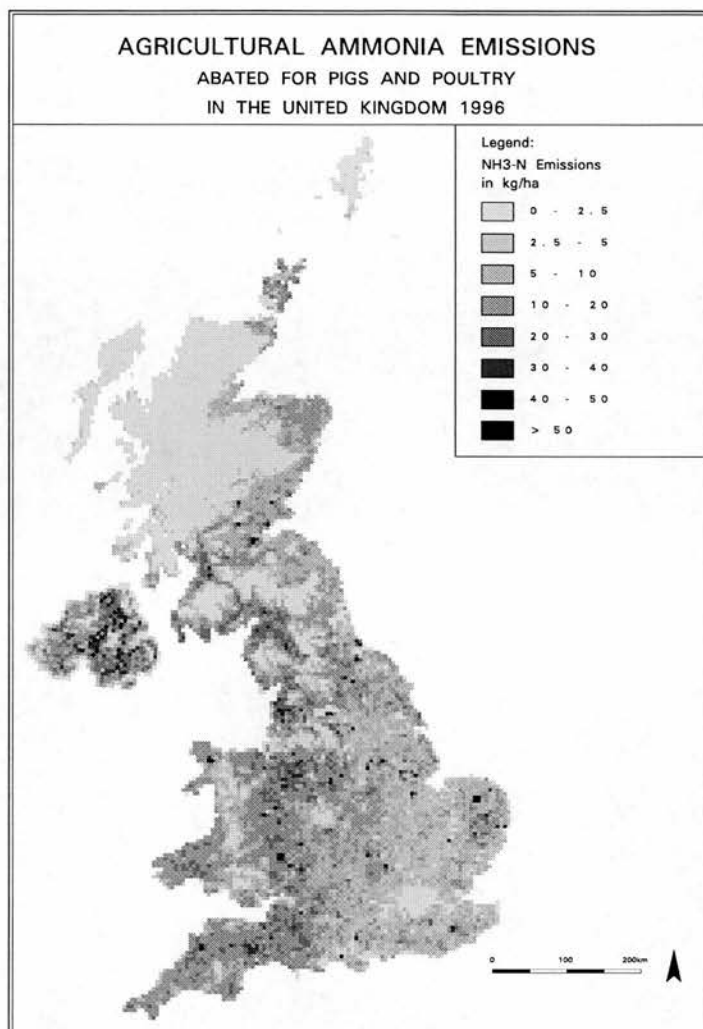 AGRICULTURAL AMMONIA EMISSIONS
ABATED FOR PIGS AND POULTRY
IN THE UNITED KINGDOM 1996
Legend:
NH3-N Emissions
in kg/ha
0 - 2.5
2.5 - 5
5 - 10
10 - 20
20 - 30
30 - 40
40 - 50
> 50
0 100 200km